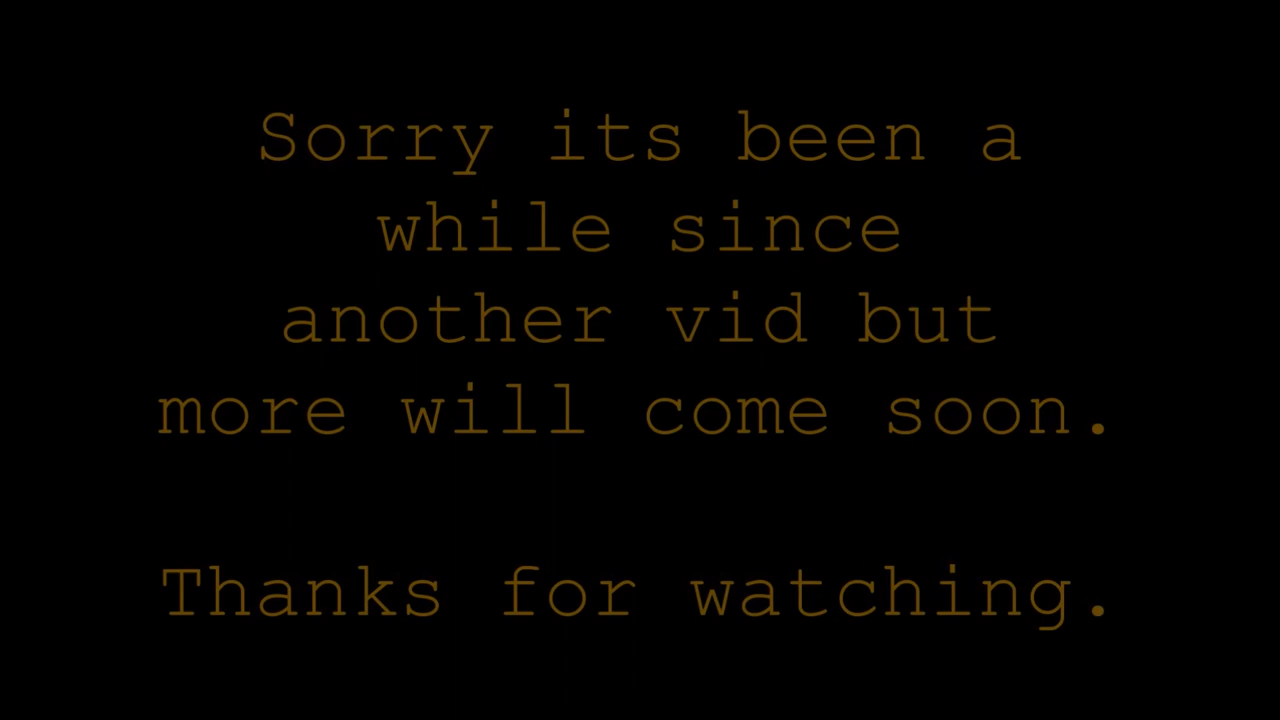 Sorry its been a
while since
another vid but
more will come soon.
Thanks for watching.